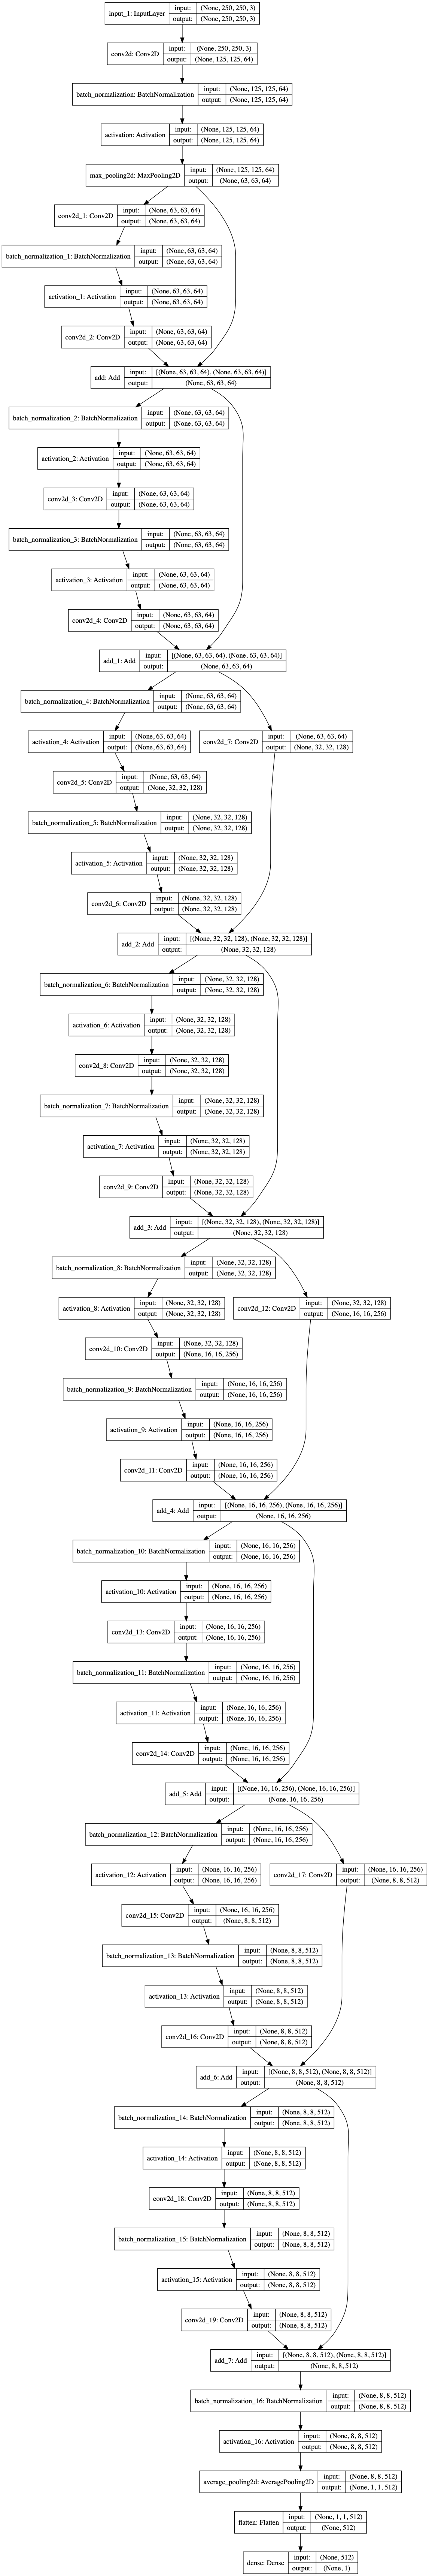 input_1: InputLayer input: (None, 250, 250, 3)
output: (None, 250, 250, 3)
conv2d: Conv2D input: (None, 250, 250, 3)
output: (None, 125, 125, 64)
batch_normalization: BatchNormalization input: (None, 125, 125, 64)
output: (None, 125, 125, 64)
activation: Activation input: (None, 125, 125, 64)
output: (None, 125, 125, 64)
max_pooling2d: MaxPooling2D input: (None, 125, 125, 64)
output: (None, 63, 63, 64)
conv2d_1: Conv2D input: (None, 63, 63, 64)
output: (None, 63, 63, 64)
batch_normalization_1: BatchNormalization input: (None, 63, 63, 64)
output: (None, 63, 63, 64)
activation_1: Activation input: (None, 63, 63, 64)
output: (None, 63, 63, 64)
conv2d_2: Conv2D input: (None, 63, 63, 64)
output: (None, 63, 63, 64)
add: Add input: [(None, 63, 63, 64), (None, 63, 63, 64)]
output: (None, 63, 63, 64)
batch_normalization_2: BatchNormalization input: (None, 63, 63, 64)
output: (None, 63, 63, 64)
activation_2: Activation input: (None, 63, 63, 64)
output: (None, 63, 63, 64)
conv2d_3: Conv2D input: (None, 63, 63, 64)
output: (None, 63, 63, 64)
batch_normalization_3: BatchNormalization input: (None, 63, 63, 64)
output: (None, 63, 63, 64)
activation_3: Activation input: (None, 63, 63, 64)
output: (None, 63, 63, 64)
conv2d_4: Conv2D input: (None, 63, 63, 64)
output: (None, 63, 63, 64)
add_1: Add input: [(None, 63, 63, 64), (None, 63, 63, 64)]
output: (None, 63, 63, 64)
batch_normalization_4: BatchNormalization input: (None, 63, 63, 64)
output: (None, 63, 63, 64)
activation_4: Activation input: (None, 63, 63, 64)
output: (None, 63, 63, 64)
conv2d_7: Conv2D input: (None, 63, 63, 64)
output: (None, 32, 32, 128)
conv2d_5: Conv2D input: (None, 63, 63, 64)
output: (None, 32, 32, 128)
batch_normalization_5: BatchNormalization input: (None, 32, 32, 128)
output: (None, 32, 32, 128)
activation_5: Activation input: (None, 32, 32, 128)
output: (None, 32, 32, 128)
conv2d_6: Conv2D input: (None, 32, 32, 128)
output: (None, 32, 32, 128)
add_2: Add input: [(None, 32, 32, 128), (None, 32, 32, 128)]
output: (None, 32, 32, 128)
batch_normalization_6: BatchNormalization input: (None, 32, 32, 128)
output: (None, 32, 32, 128)
activation_6: Activation input: (None, 32, 32, 128)
output: (None, 32, 32, 128)
conv2d_8: Conv2D input: (None, 32, 32, 128)
output: (None, 32, 32, 128)
batch_normalization_7: BatchNormalization input: (None, 32, 32, 128)
output: (None, 32, 32, 128)
activation_7: Activation input: (None, 32, 32, 128)
output: (None, 32, 32, 128)
conv2d_9: Conv2D input: (None, 32, 32, 128)
output: (None, 32, 32, 128)
add_3: Add input: [(None, 32, 32, 128), (None, 32, 32, 128)]
output: (None, 32, 32, 128)
batch_normalization_8: BatchNormalization input: (None, 32, 32, 128)
output: (None, 32, 32, 128)
activation_8: Activation input: (None, 32, 32, 128)
output: (None, 32, 32, 128)
conv2d_12: Conv2D input: (None, 32, 32, 128)
output: (None, 16, 16, 256)
conv2d_10: Conv2D input: (None, 32, 32, 128)
output: (None, 16, 16, 256)
batch_normalization_9: BatchNormalization input: (None, 16, 16, 256)
output: (None, 16, 16, 256)
activation_9: Activation input: (None, 16, 16, 256)
output: (None, 16, 16, 256)
conv2d_11: Conv2D input: (None, 16, 16, 256)
output: (None, 16, 16, 256)
add_4: Add input: [(None, 16, 16, 256), (None, 16, 16, 256)]
output: (None, 16, 16, 256)
batch_normalization_10: BatchNormalization input: (None, 16, 16, 256)
output: (None, 16, 16, 256)
activation_10: Activation input: (None, 16, 16, 256)
output: (None, 16, 16, 256)
conv2d_13: Conv2D input: (None, 16, 16, 256)
output: (None, 16, 16, 256)
batch_normalization_11: BatchNormalization input: (None, 16, 16, 256)
output: (None, 16, 16, 256)
activation_11: Activation input: (None, 16, 16, 256)
output: (None, 16, 16, 256)
conv2d_14: Conv2D input: (None, 16, 16, 256)
output: (None, 16, 16, 256)
add_5: Add input: [(None, 16, 16, 256), (None, 16, 16, 256)]
output: (None, 16, 16, 256)
batch_normalization_12: BatchNormalization input: (None, 16, 16, 256)
output: (None, 16, 16, 256)
activation_12: Activation input: (None, 16, 16, 256)
output: (None, 16, 16, 256)
conv2d_17: Conv2D input: (None, 16, 16, 256)
output: (None, 8, 8, 512)
conv2d_15: Conv2D input: (None, 16, 16, 256)
output: (None, 8, 8, 512)
batch_normalization_13: BatchNormalization input: (None, 8, 8, 512)
output: (None, 8, 8, 512)
activation_13: Activation input: (None, 8, 8, 512)
output: (None, 8, 8, 512)
conv2d_16: Conv2D input: (None, 8, 8, 512)
output: (None, 8, 8, 512)
add_6: Add input: [(None, 8, 8, 512), (None, 8, 8, 512)]
output: (None, 8, 8, 512)
batch_normalization_14: BatchNormalization input: (None, 8, 8, 512)
output: (None, 8, 8, 512)
activation_14: Activation input: (None, 8, 8, 512)
output: (None, 8, 8, 512)
conv2d_18: Conv2D input: (None, 8, 8, 512)
output: (None, 8, 8, 512)
batch_normalization_15: BatchNormalization input: (None, 8, 8, 512)
output: (None, 8, 8, 512)
activation_15: Activation input: (None, 8, 8, 512)
output: (None, 8, 8, 512)
conv2d_19: Conv2D input: (None, 8, 8, 512)
output: (None, 8, 8, 512)
add_7: Add input: [(None, 8, 8, 512), (None, 8, 8, 512)]
output: (None, 8, 8, 512)
batch_normalization_16: BatchNormalization input: (None, 8, 8, 512)
output: (None, 8, 8, 512)
activation_16: Activation input: (None, 8, 8, 512)
output: (None, 8, 8, 512)
average_pooling2d: AveragePooling2D input: (None, 8, 8, 512)
output: (None, 1, 1, 512)
flatten: Flatten input: (None, 1, 1, 512)
output: (None, 512)
dense: Dense input: (None, 512)
output: (None, 1)